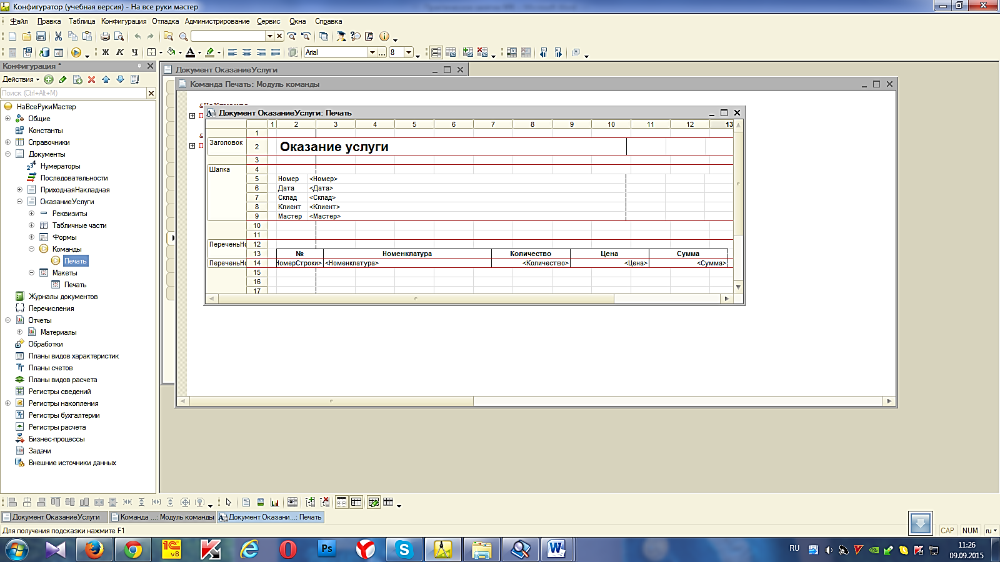 Конфигуратор (учебная версия) - На все руки мастер
Файл Правка Таблица Конфигурация Отладка Администрирование Сервис Окна Справка
Ж К Ч А Arial 8
Конфигурация *
Действия
Поиск (Ctrl+Alt+M)
НаВсеРукиМастер
Общие
Константы
Справочники
Документы
Нумераторы
Последовательности
ПриходнаяНакладная
ОказаниеУслуги
Реквизиты
Табличные части
Формы
Команды
Печать
Макеты
Печать
Журналы документов
Перечисления
Отчеты
Материалы
Обработки
Планы видов характеристик
Планы счетов
Планы видов расчета
Регистры сведений
Регистры накопления
Регистры бухгалтерии
Регистры расчета
Бизнес-процессы
Задачи
Внешние источники данных
Документ ОказаниеУслуги
Команда Печать: Модуль команды
Документ ОказаниеУслуги: Печать
1 2 3 4 5 6 7 8 9 10 11 12 13
1
Заголовок 2 Оказание услуги
3
Шапка 4
5 Номер <Номер>
6 Дата <Дата>
7 Склад <Склад>
8 Клиент <Клиент>
9 Мастер <Мастер>
10
11
ПереченьНо 12
13 № Номенклатура Количество Цена Сумма
ПереченьНо 14 НомерСтроки> <Номенклатура> <Количество> <Цена> <Сумма>
15
16
17
Документ ОказаниеУслуги Команда ...: Модуль команды Документ Оказани...: Печать
Для получения подсказки нажмите F1 CAP NUM ru
1С v8 Ps RU 11:26
09.09.2015